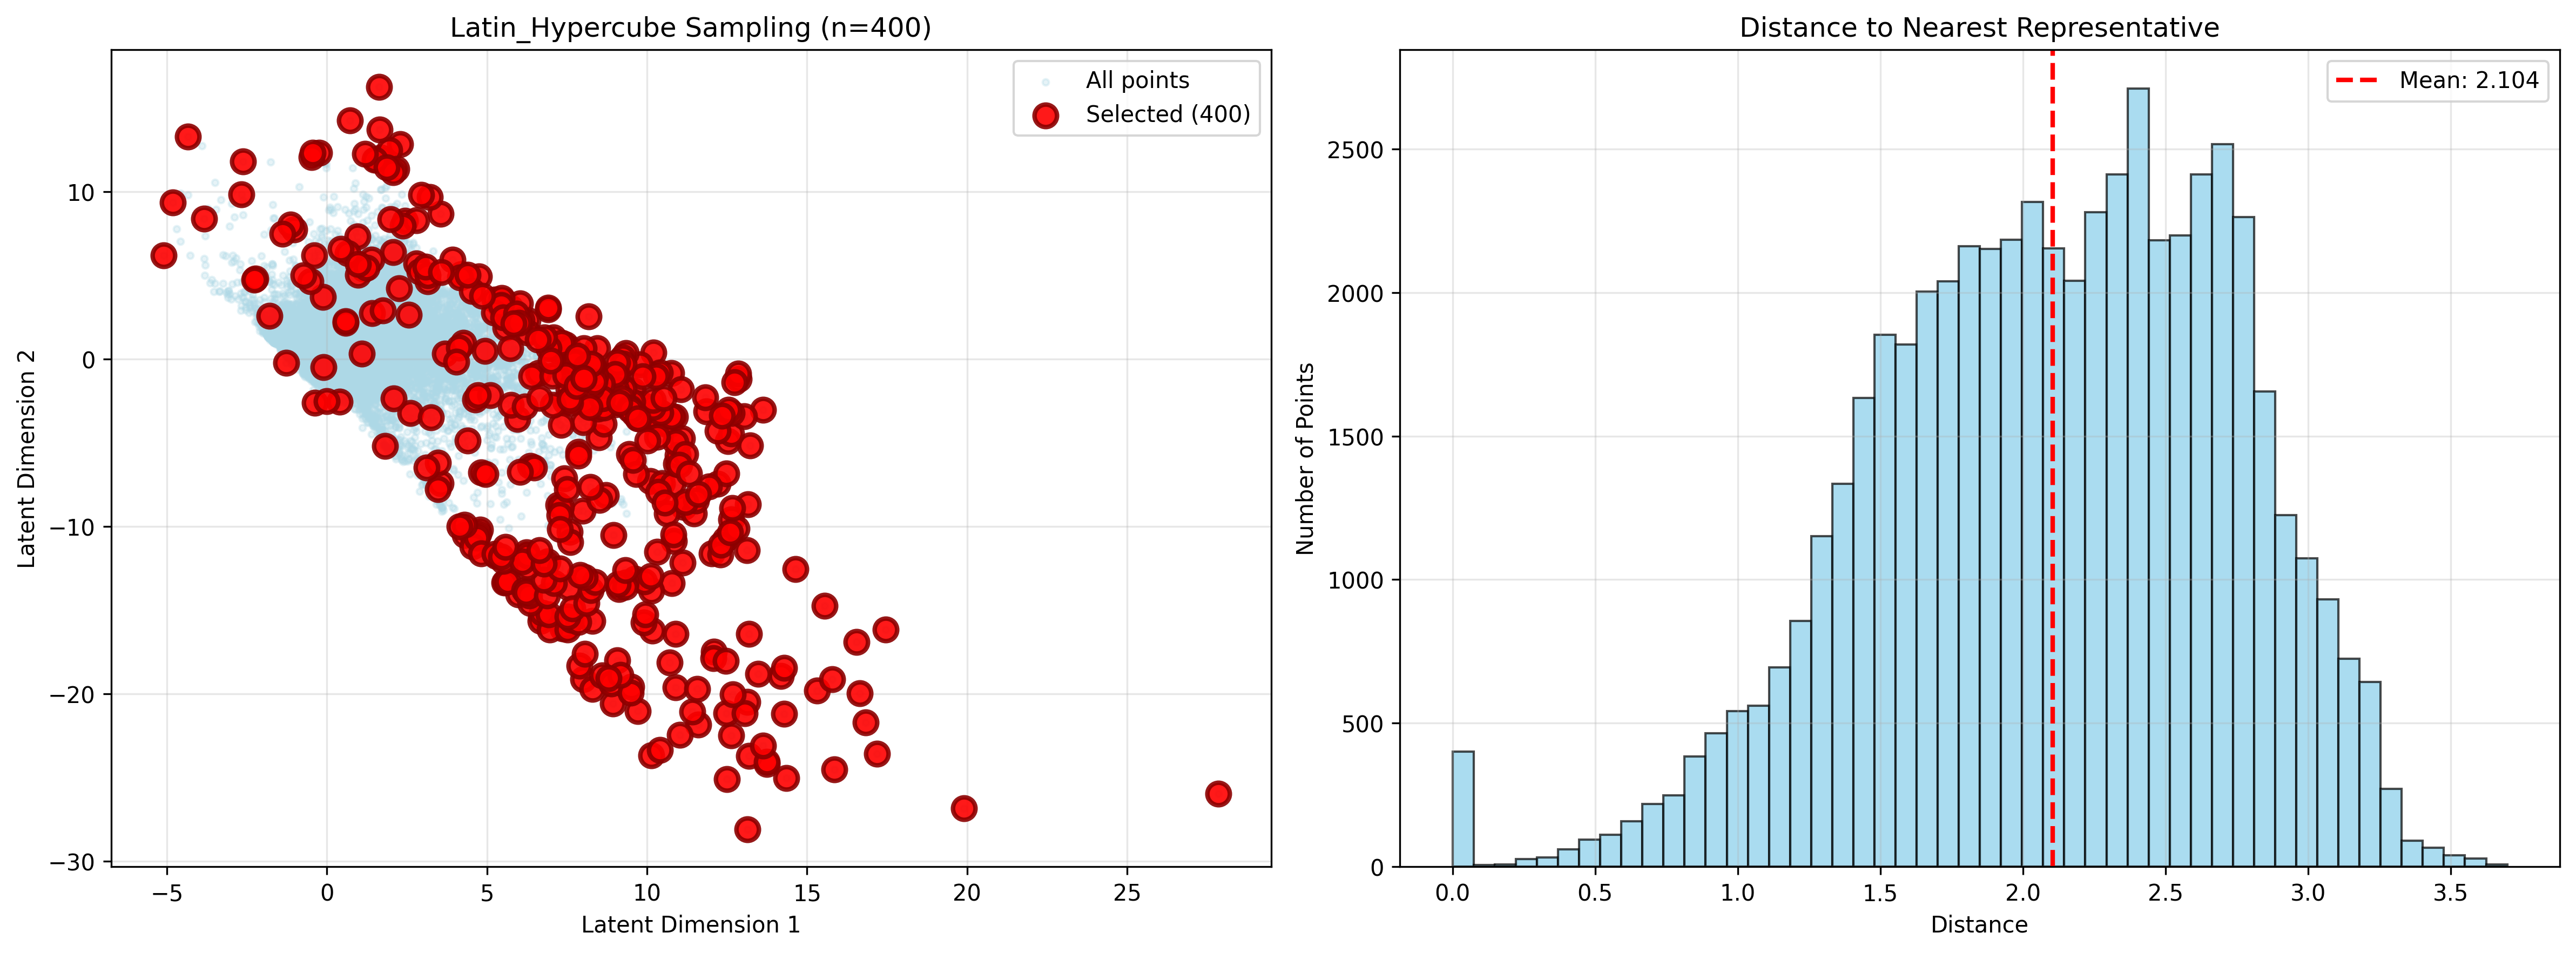 Latin_Hypercube Sampling (n=400)
All points
Selected (400)
10
0
−10
−20
−30
Latent Dimension 2
−5
0
5
10
15
20
25
Latent Dimension 1
Distance to Nearest Representative
Mean: 2.104
2500
2000
1500
1000
500
0
Number of Points
0.0
0.5
1.0
1.5
2.0
2.5
3.0
3.5
Distance